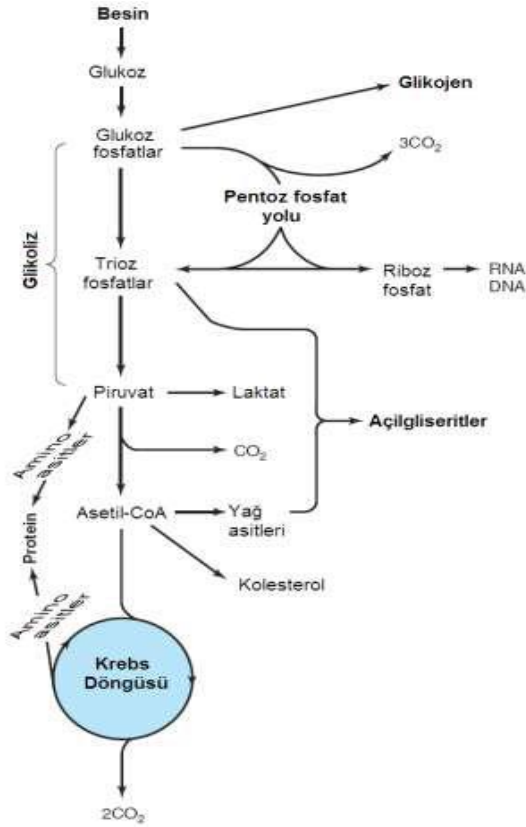 Besin
Glukoz
Glikojen
Glukoz
fosfatlar
3CO₂
Pentoz fosfat
yolu
Glikoliz
Trioz
fosfatlar
Riboz
fosfat
RNA
DNA
Piruvat
Laktat
Açilgliseritler
Amino
asitler
CO₂
Asetil-CoA
Yağ
asitleri
Protein
Kolesterol
Amino
asitler
Krebs
Döngüsü
2CO₂